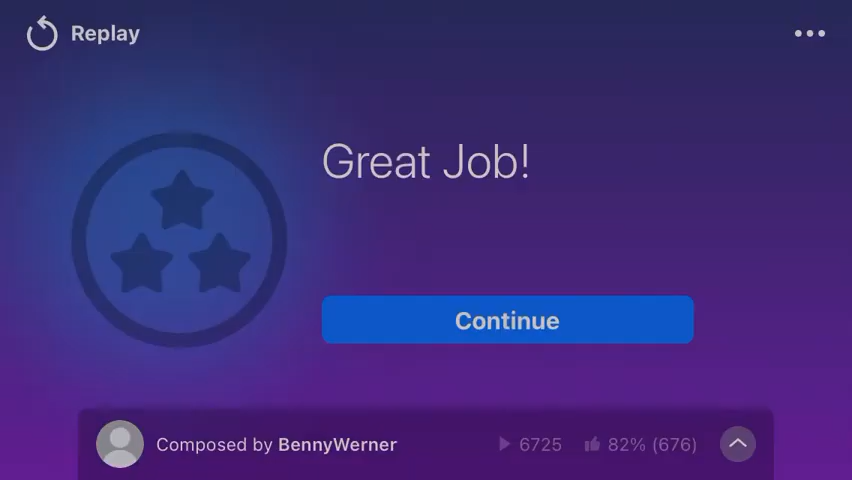 Replay
Great Job!
Continue
Composed by BennyWerner
6725
82% (676)